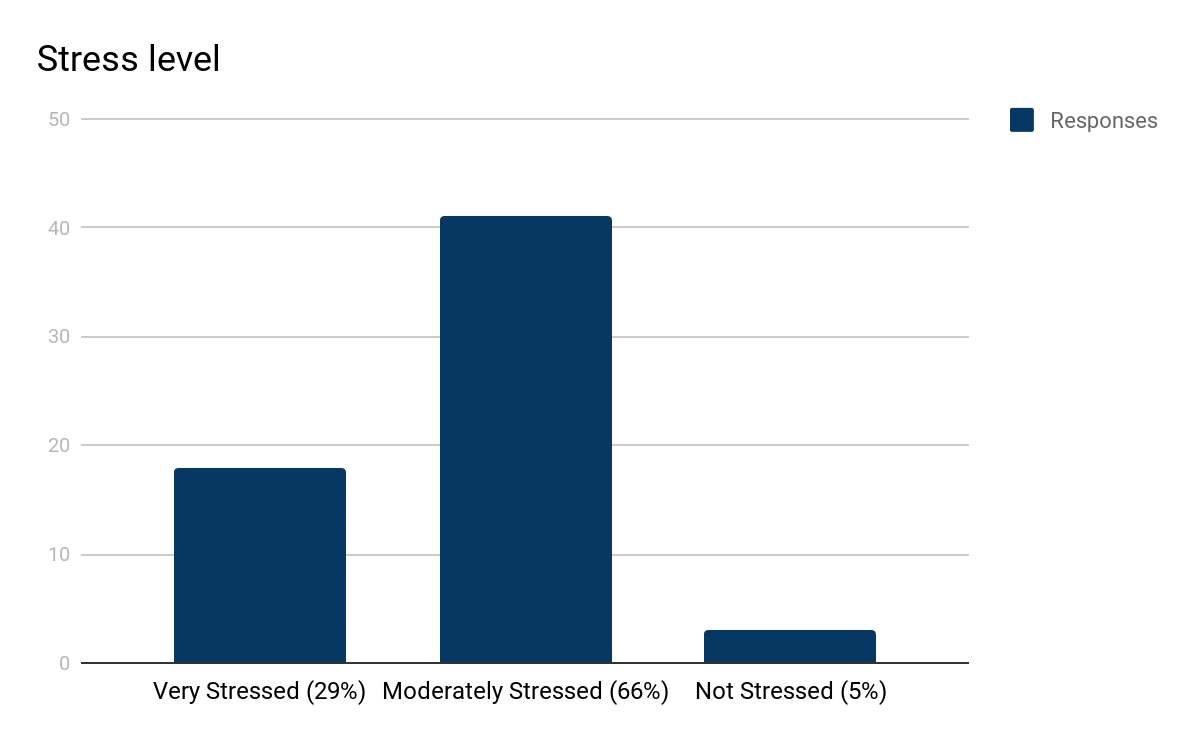 Stress level
50
Responses
40
30
20
10
0
Very Stressed (29%) Moderately Stressed (66%) Not Stressed (5%)